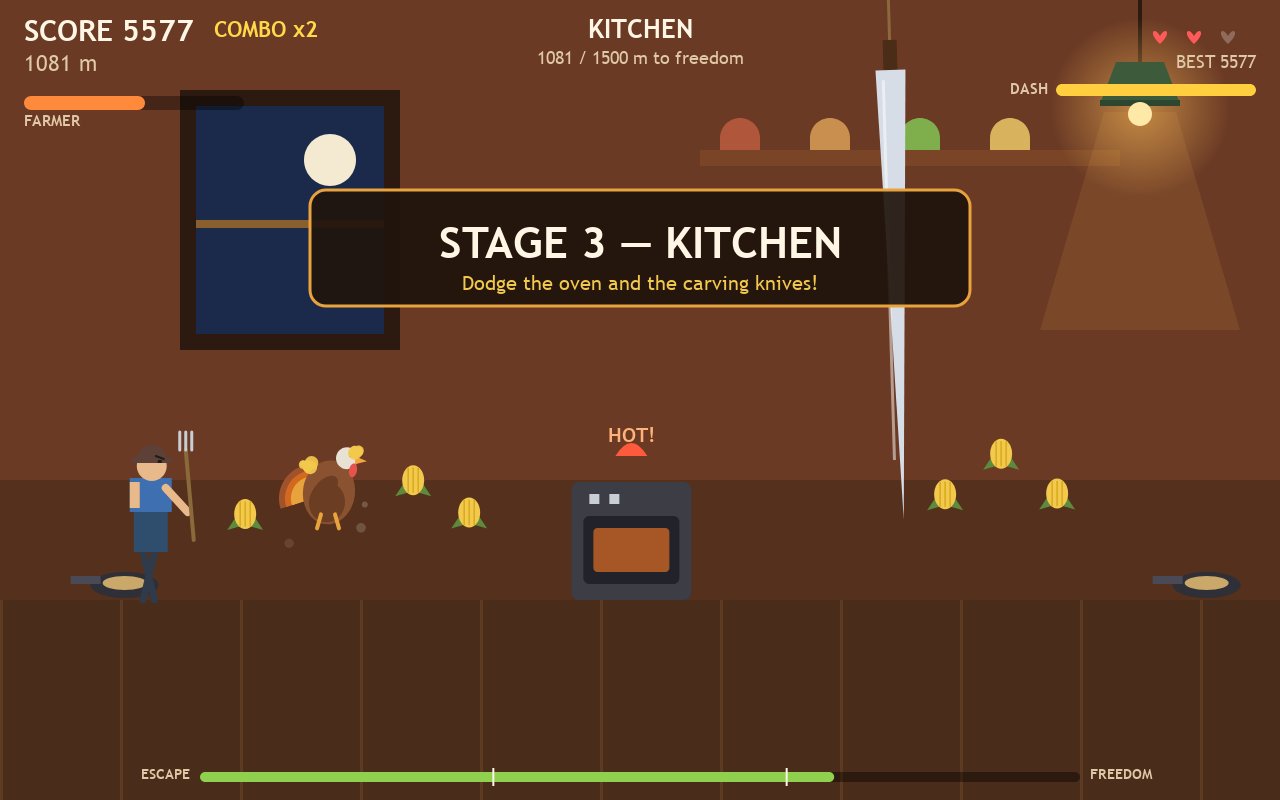 SCORE 5577 COMBO x2
1081 m
FARMER
KITCHEN
1081 / 1500 m to freedom
BEST 5577
DASH
STAGE 3 — KITCHEN
Dodge the oven and the carving knives!
HOT!
ESCAPE
FREEDOM